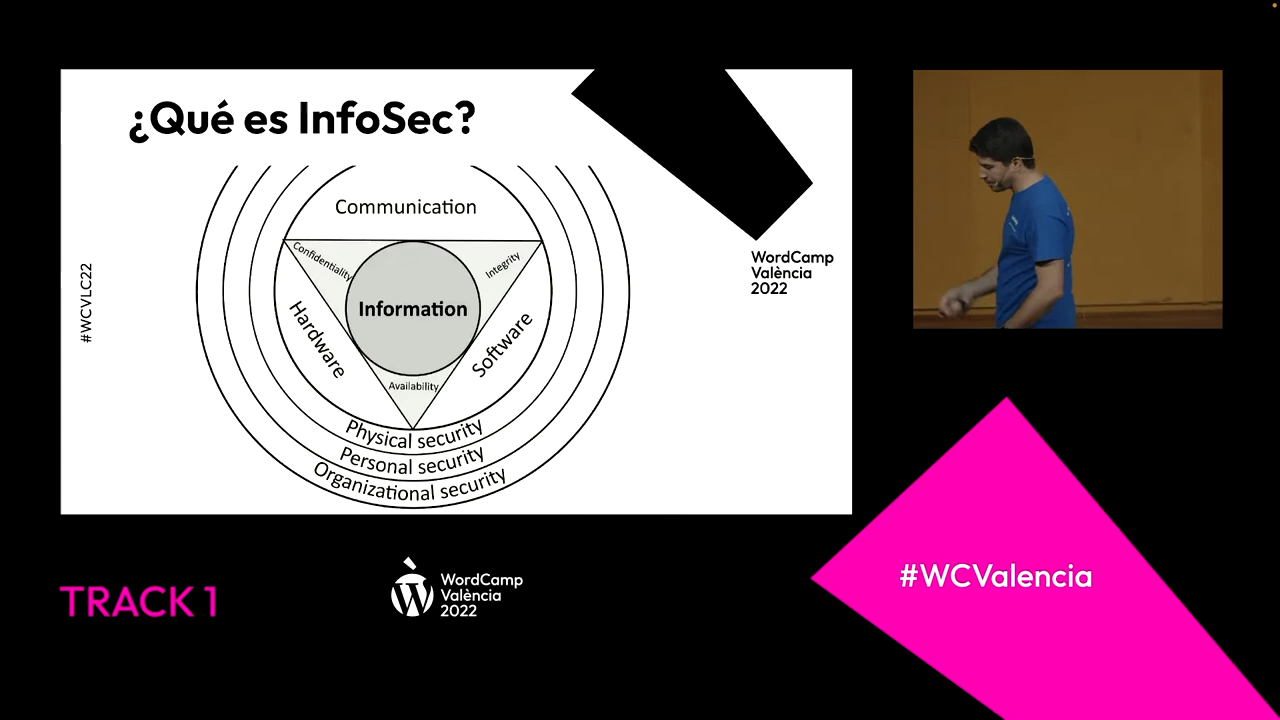 ¿Qué es InfoSec?
#WCVLC22
Communication
Confidentiality
Integrity
Information
Hardware
Software
Availability
Physical security
Personal security
Organizational security
WordCamp
València
2022
TRACK 1
WordCamp
València
2022
#WCValencia